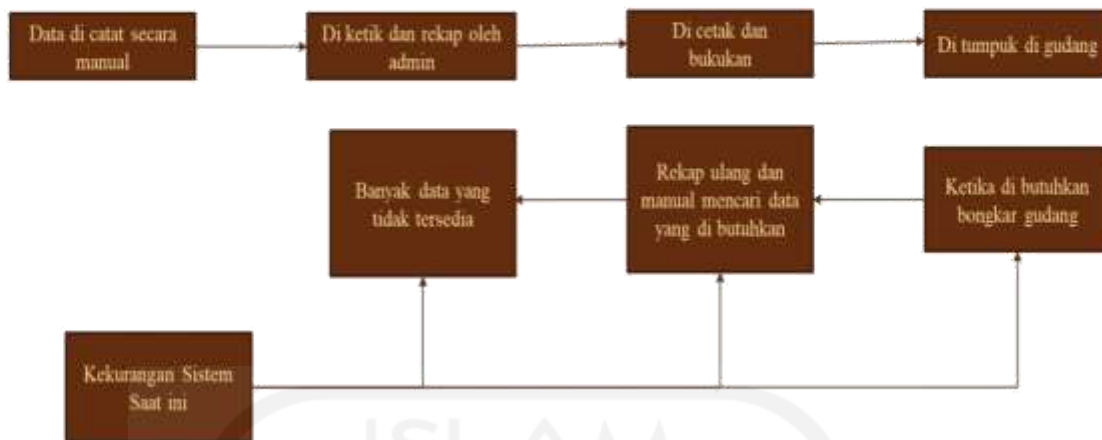 Data di catat secara
manual
Di ketik dan rekap oleh
admin
Di cetak dan
bukukan
Di tumpuk di gudang
Banyak data yang
tidak tersedia
Rekap ulang dan
manual mencari data
yang di butuhkan
Ketika di butuhkan
bongkar gudang
Kekurangan Sistem
Saat ini
ISLAM